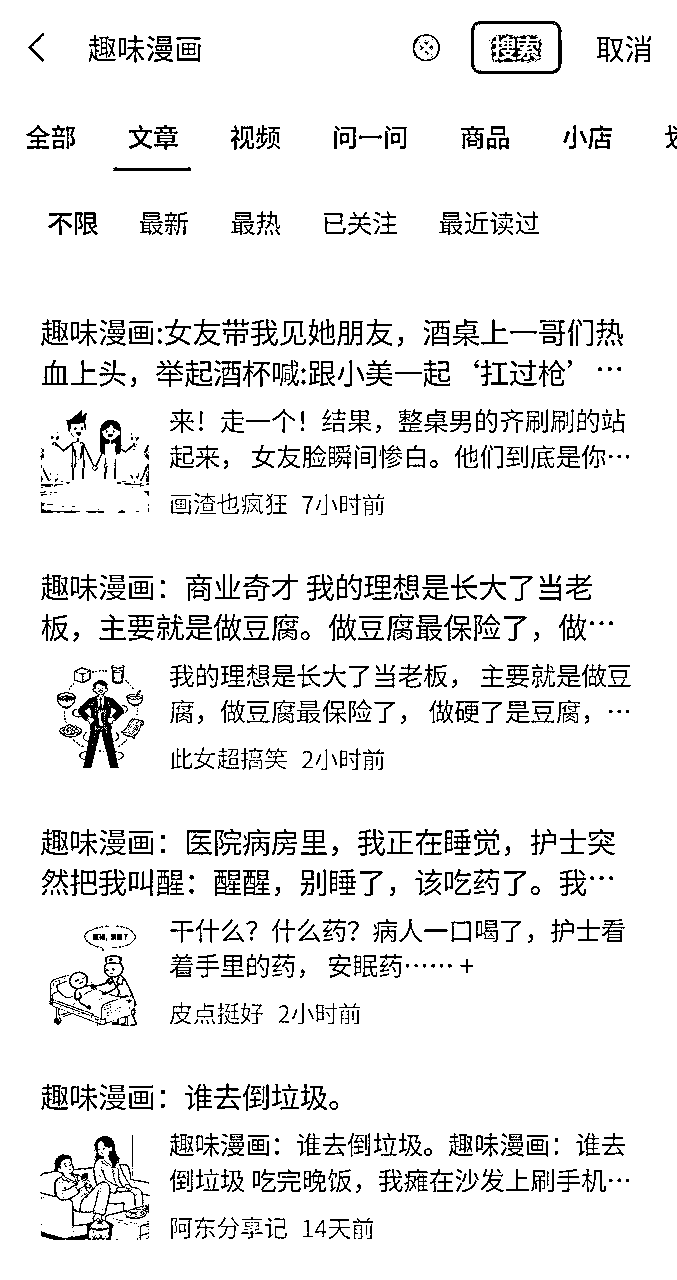 趣味漫画
搜索
取消
全部 文章 视频 问一问 商品 小店
不限 最新 最热 已关注 最近读过
趣味漫画:女友带我见她朋友，酒桌上一哥们热
血上头，举起酒杯喊:跟小美一起‘扛过枪’…
来！走一个！结果，整桌男的齐刷刷的站
起来， 女友脸瞬间惨白。他们到底是你…
画渣也疯狂 7小时前
趣味漫画：商业奇才 我的理想是长大了当老
板，主要就是做豆腐。做豆腐最保险了，做…
我的理想是长大了当老板， 主要就是做豆
腐，做豆腐最保险了， 做硬了是豆腐，…
此女超搞笑 2小时前
趣味漫画：医院病房里，我正在睡觉，护士突
然把我叫醒：醒醒，别睡了，该吃药了。我…
干什么？什么药？病人一口喝了，护士看
着手里的药， 安眠药…… +
皮点挺好 2小时前
趣味漫画：谁去倒垃圾。
趣味漫画：谁去倒垃圾。趣味漫画：谁去
倒垃圾 吃完晚饭，我瘫在沙发上刷手机…
阿东分享记 14天前